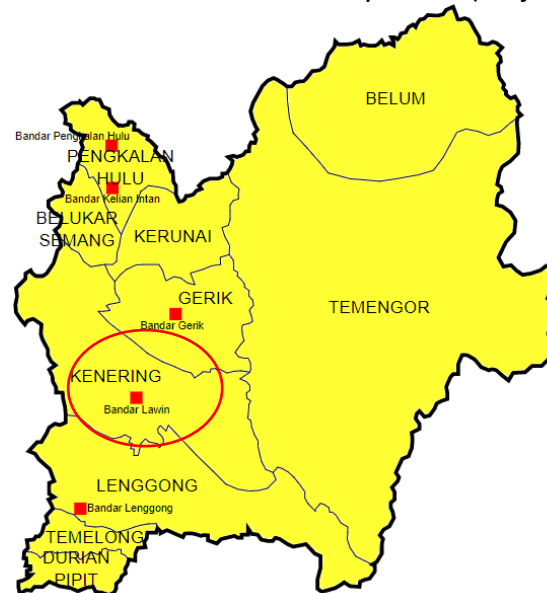 BELUM
Bandar Pengkalan Hulu
PENGKALAN
HULU
Bandar Kelian Intan
BELUKAR
SEMANG
KERUNAI
GERIK
Bandar Gerik
TEMENGOR
KENERING
Bandar Lawin
LENGGONG
Bandar Lenggong
TEMELONG
DURIAN
PIPIT